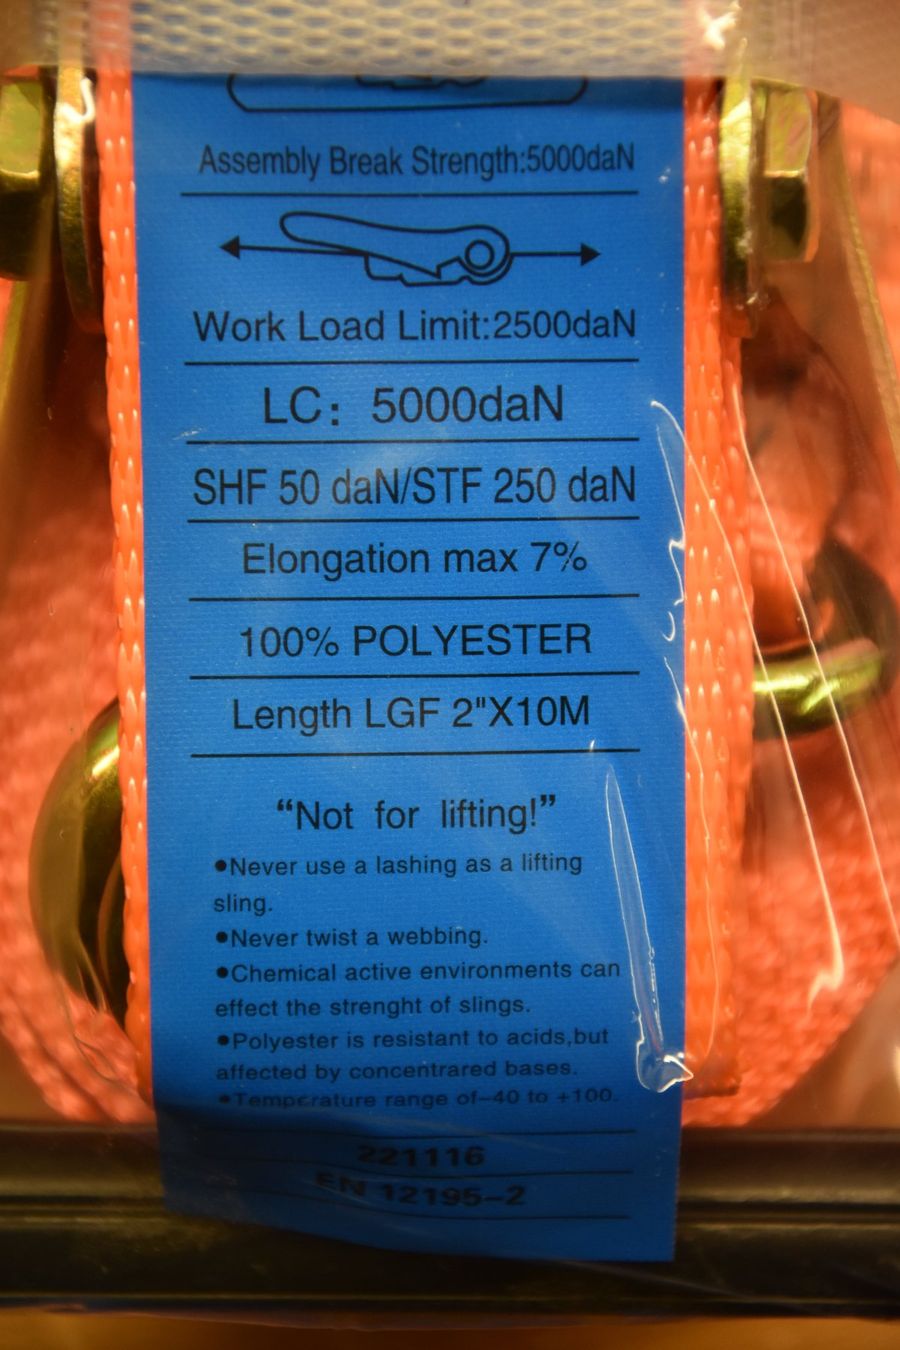 Assembly Break Strength:5000daN
Work Load Limit:2500daN
LC: 5000daN
SHF 50 daN/STF 250 daN
Elongation max 7%
100% POLYESTER
Length LGF 2"X10M
“Not for lifting!”
•Never use a lashing as a lifting
sling.
•Never twist a webbing.
•Chemical active environments can
effect the strenght of slings.
•Polyester is resistant to acids,but
affected by concentrared bases.
•Temperature range of-40 to +100.
221116
EN 12195-2